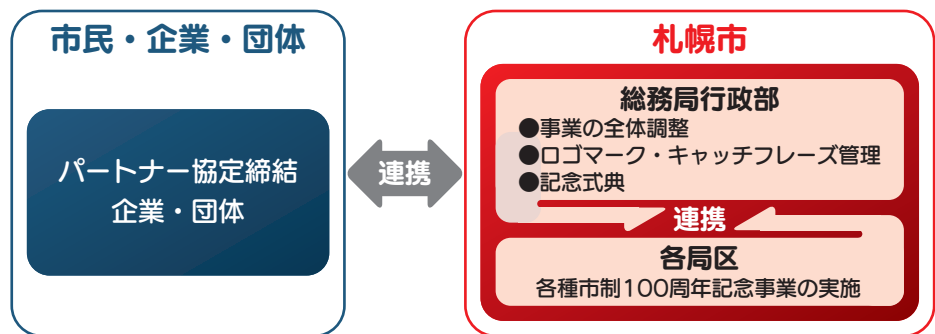 市民・企業・団体
パートナー協定締結
企業・団体
連携
札幌市
総務局行政部
●事業の全体調整
●ロゴマーク・キャッチフレーズ管理
●記念式典
連携
各局区
各種市制100周年記念事業の実施